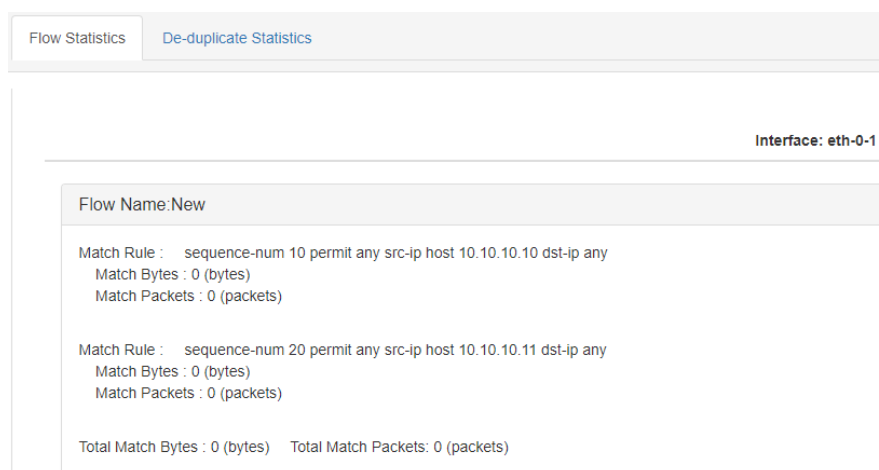 Flow Statistics De-duplicate Statistics
Interface: eth-0-1
Flow Name:New
Match Rule : sequence-num 10 permit any src-ip host 10.10.10.10 dst-ip any
Match Bytes : 0 (bytes)
Match Packets : 0 (packets)
Match Rule : sequence-num 20 permit any src-ip host 10.10.10.11 dst-ip any
Match Bytes : 0 (bytes)
Match Packets : 0 (packets)
Total Match Bytes : 0 (bytes) Total Match Packets: 0 (packets)